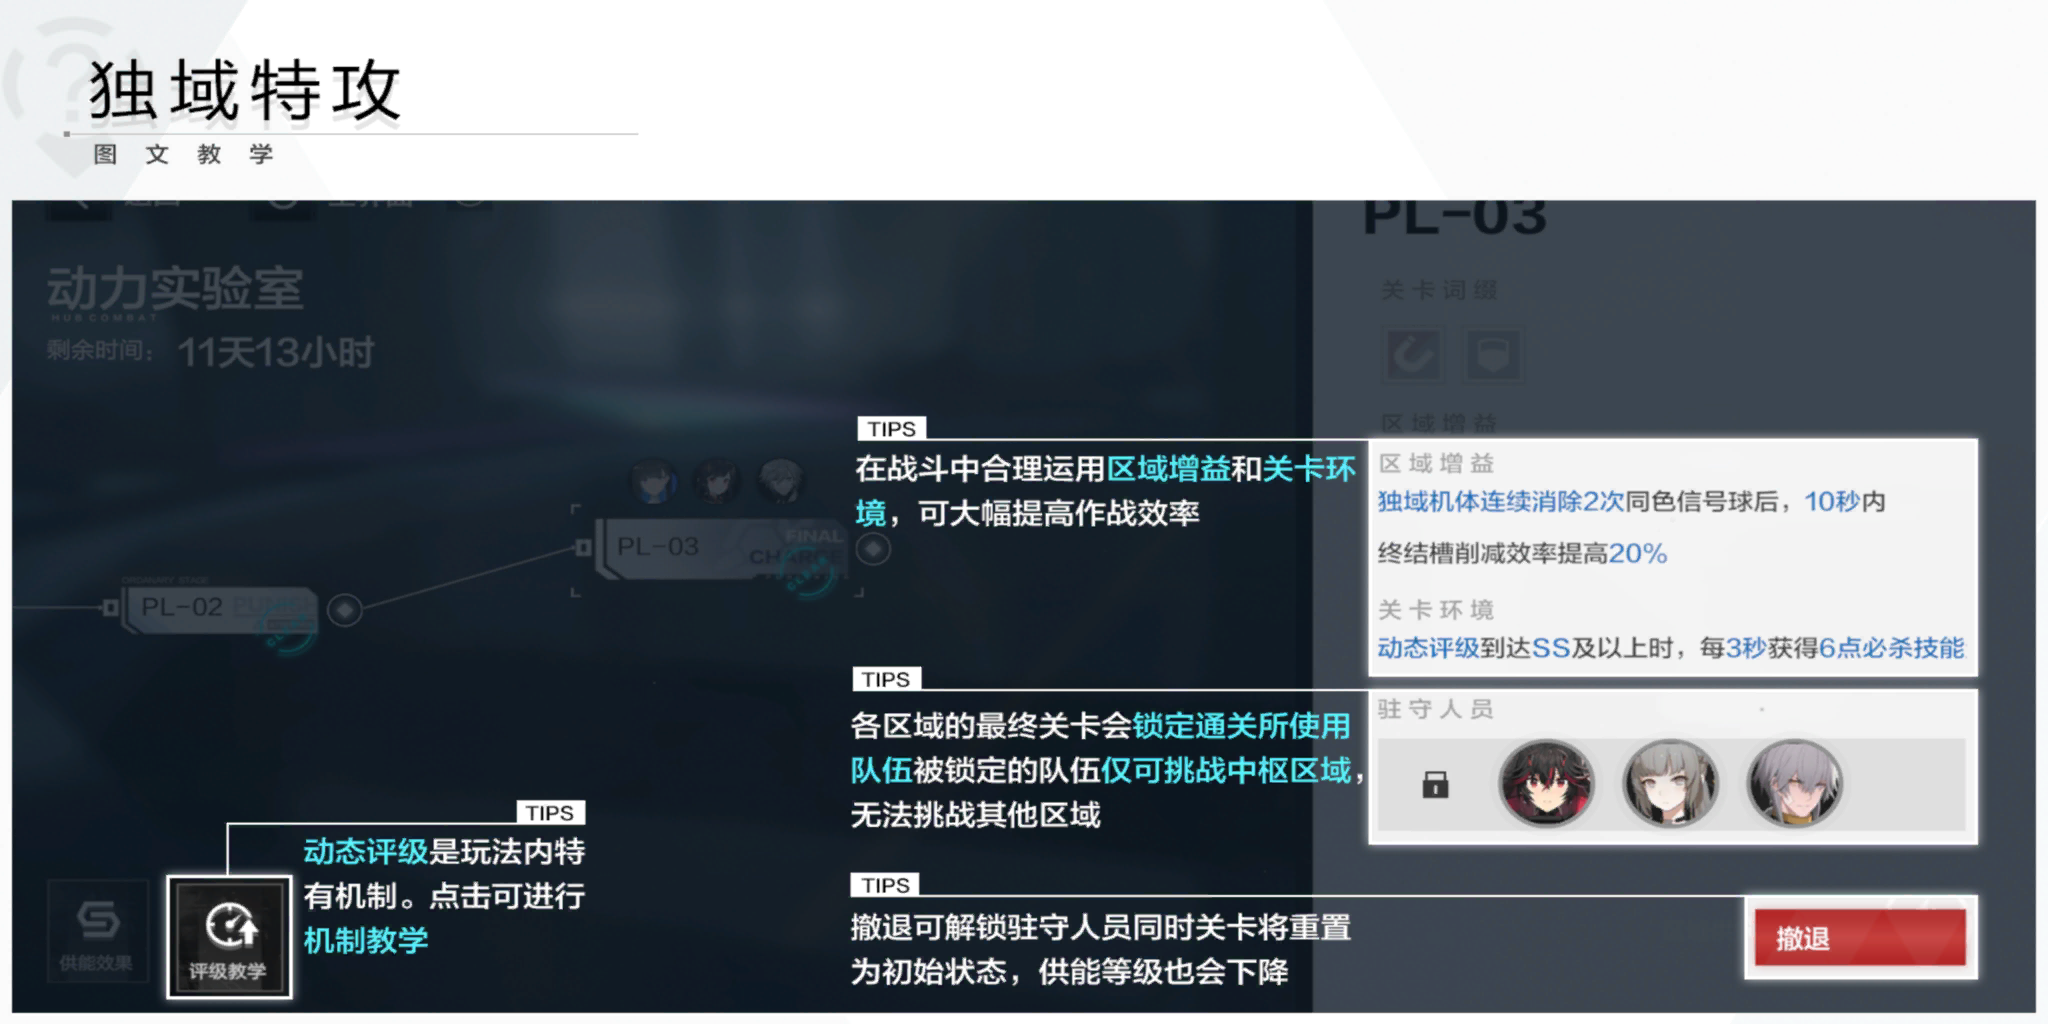 独域特攻
图文教学
主界面
PL-03
动力实验室
HUB COMBAT
剩余时间：11天13小时
关卡词缀
区域增益
TIPS
在战斗中合理运用区域增益和关卡环
境，可大幅提高作战效率
区域增益
独域机体连续消除2次同色信号球后，10秒内
终结槽削减效率提高20%
关卡环境
动态评级到达SS及以上时，每3秒获得6点必杀技能
PL-03
FINAL
CHARGE
ORDANARY STAGE
PL-02
TIPS
各区域的最终关卡会锁定通关所使用
队伍被锁定的队伍仅可挑战中枢区域，
无法挑战其他区域
驻守人员
TIPS
动态评级是玩法内特
有机制。点击可进行
机制教学
供能效果
评级教学
TIPS
撤退可解锁驻守人员同时关卡将重置
为初始状态，供能等级也会下降
撤退